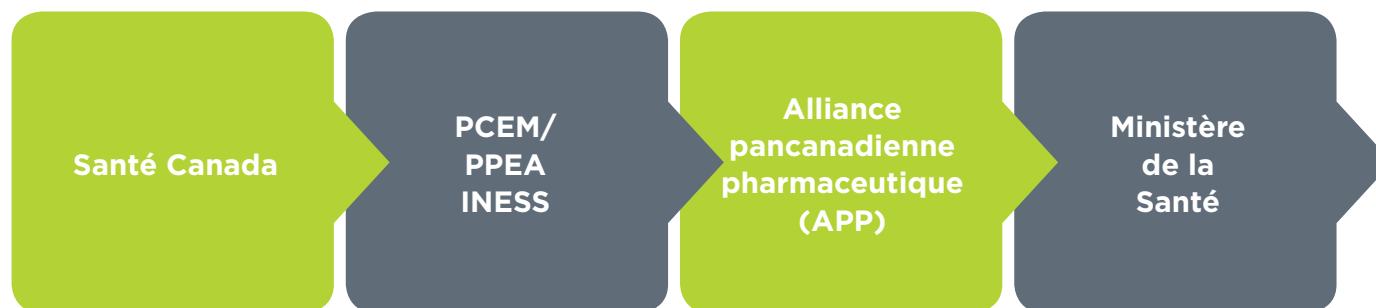 Santé Canada
PCEM/
PPEA
INESS
Alliance
pancanadienne
pharmaceutique
(APP)
Ministère
de la
Santé